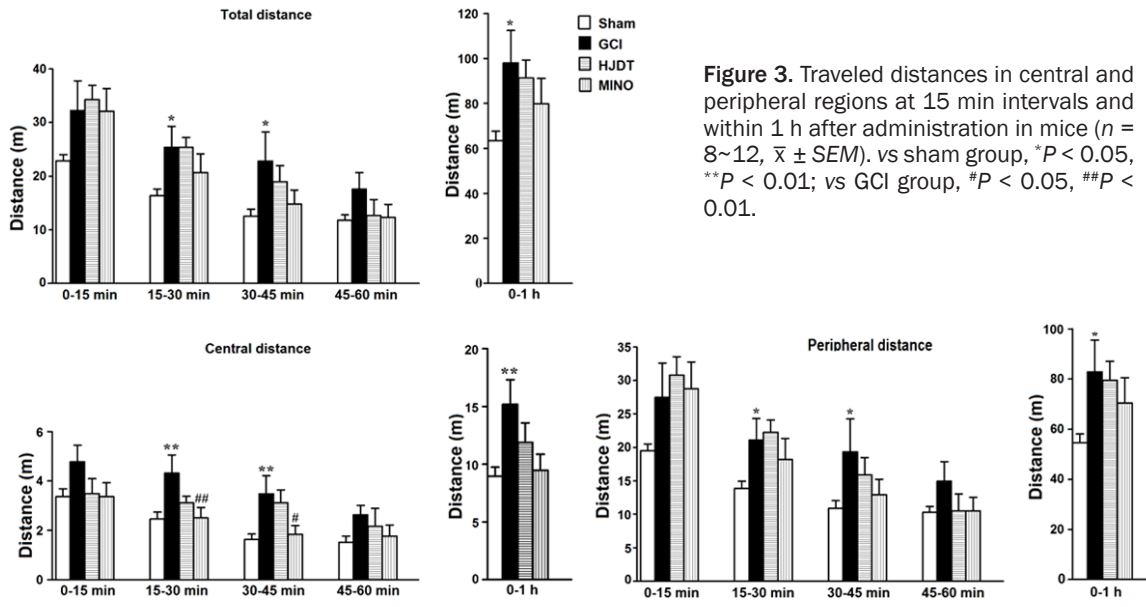 Total distance
Distance (m)
40
30
20
10
0
*
*
0-15 min
15-30 min
30-45 min
45-60 min
Distance (m)
120
100
80
60
40
20
0
*
0-1 h
Sham
GCI
HJDT
MINO
Figure 3. Traveled distances in central and
peripheral regions at 15 min intervals and
within 1 h after administration in mice (n =
8~12, x̅ ± SEM). vs sham group, *P < 0.05,
**P < 0.01; vs GCI group, #P < 0.05, ##P <
0.01.
Central distance
Distance (m)
6
4
2
0
**
##
**
#
0-15 min
15-30 min
30-45 min
45-60 min
Distance (m)
20
15
10
5
0
**
0-1 h
Peripheral distance
Distance (m)
35
30
25
20
15
10
5
0
*
*
0-15 min
15-30 min
30-45 min
45-60 min
Distance (m)
100
80
60
40
20
0
*
0-1 h